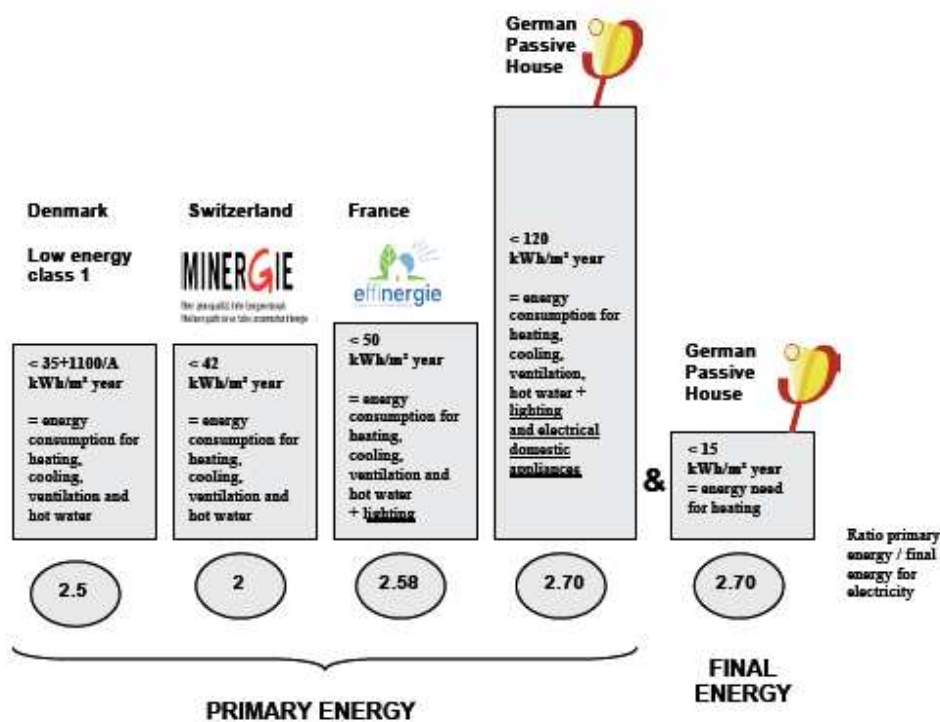 German
Passive
House
Denmark
Low energy
class 1
Switzerland
MINERGIE
France
effinergie
< 35+1100/A
kWh/m² year
= energy
consumption for
heating,
cooling,
ventilation and
hot water
< 42
kWh/m² year
= energy
consumption for
heating,
cooling,
ventilation and
hot water
< 50
kWh/m² year
= energy
consumption for
heating,
cooling,
ventilation and
hot water
+ lighting
< 120
kWh/m² year
= energy
consumption for
heating,
cooling,
ventilation,
hot water +
lighting
and electrical
domestic
appliances
&
German
Passive
House
< 15
kWh/m² year
= energy need
for heating
2.5
2
2.58
2.70
2.70
Ratio primary
energy / final
energy for
electricity
PRIMARY ENERGY
FINAL
ENERGY